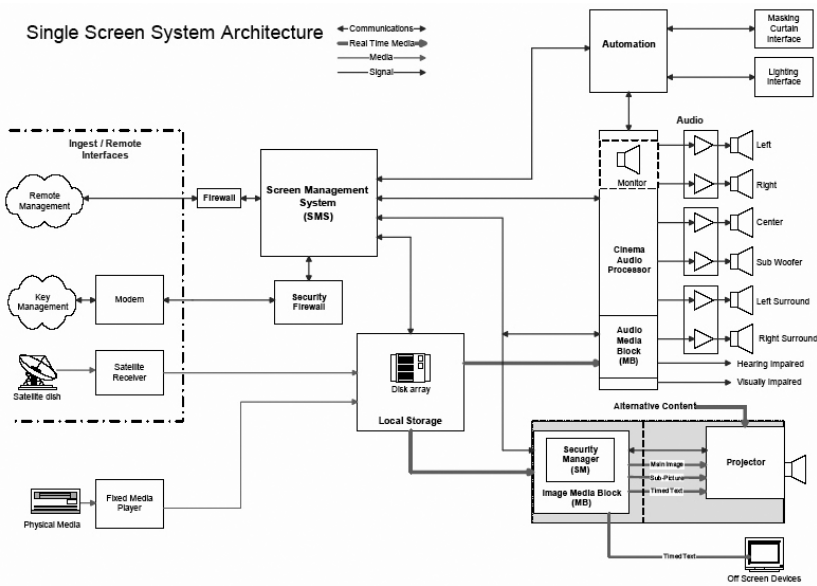 Single Screen System Architecture
Communications
Real Time Media
Media
Signal
Automation
Masking
Curtain
Interface
Lighting
Interface
Ingest / Remote
Interfaces
Remote
Management
Firewall
Screen Management
System
(SMS)
Audio
Monitor
Left
Right
Center
Sub Woofer
Left Surround
Right Surround
Cinema
Audio
Processor
Key
Management
Modem
Security
Firewall
Audio
Media
Block
(MB)
Hearing Impaired
Visually Impaired
Satellite dish
Satellite
Receiver
Disk array
Local Storage
Alternative Content
Security
Manager
(SM)
Image Media Block
(MB)
Main Image
Sub-Picture
Timed Text
Projector
Physical Media
Fixed Media
Player
Timed Text
Off Screen Devices